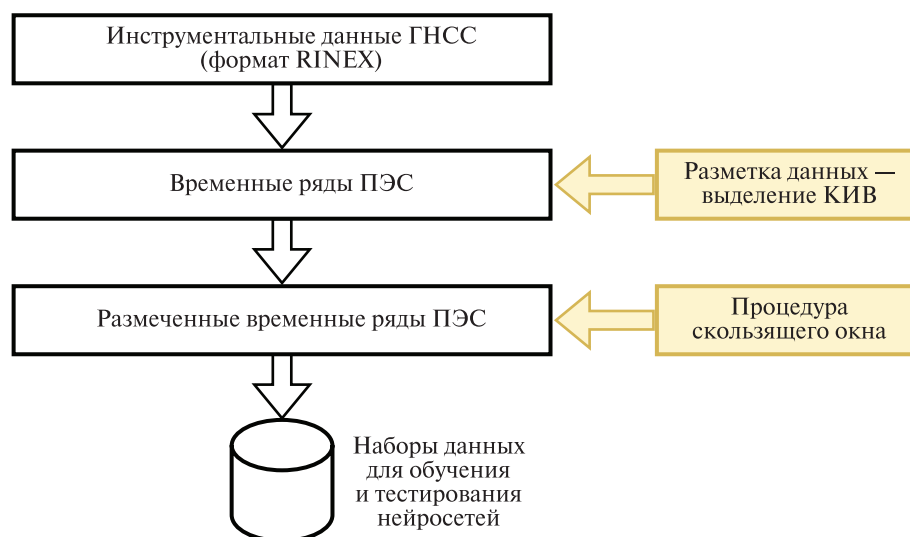 Инструментальные данные ГНСС
(формат RINEX)
Временные ряды ПЭС
Разметка данных —
выделение КИВ
Размеченные временные ряды ПЭС
Процедура
скользящего окна
Наборы данных
для обучения
и тестирования
нейросетей